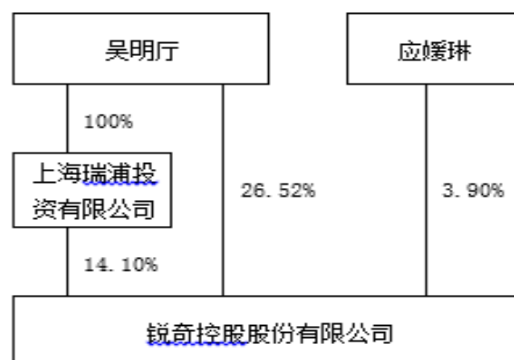 吴明厅
应媛琳
100%
上海瑞浦投
资有限公司
26.52%
3.90%
14.10%
锐奇控股股份有限公司